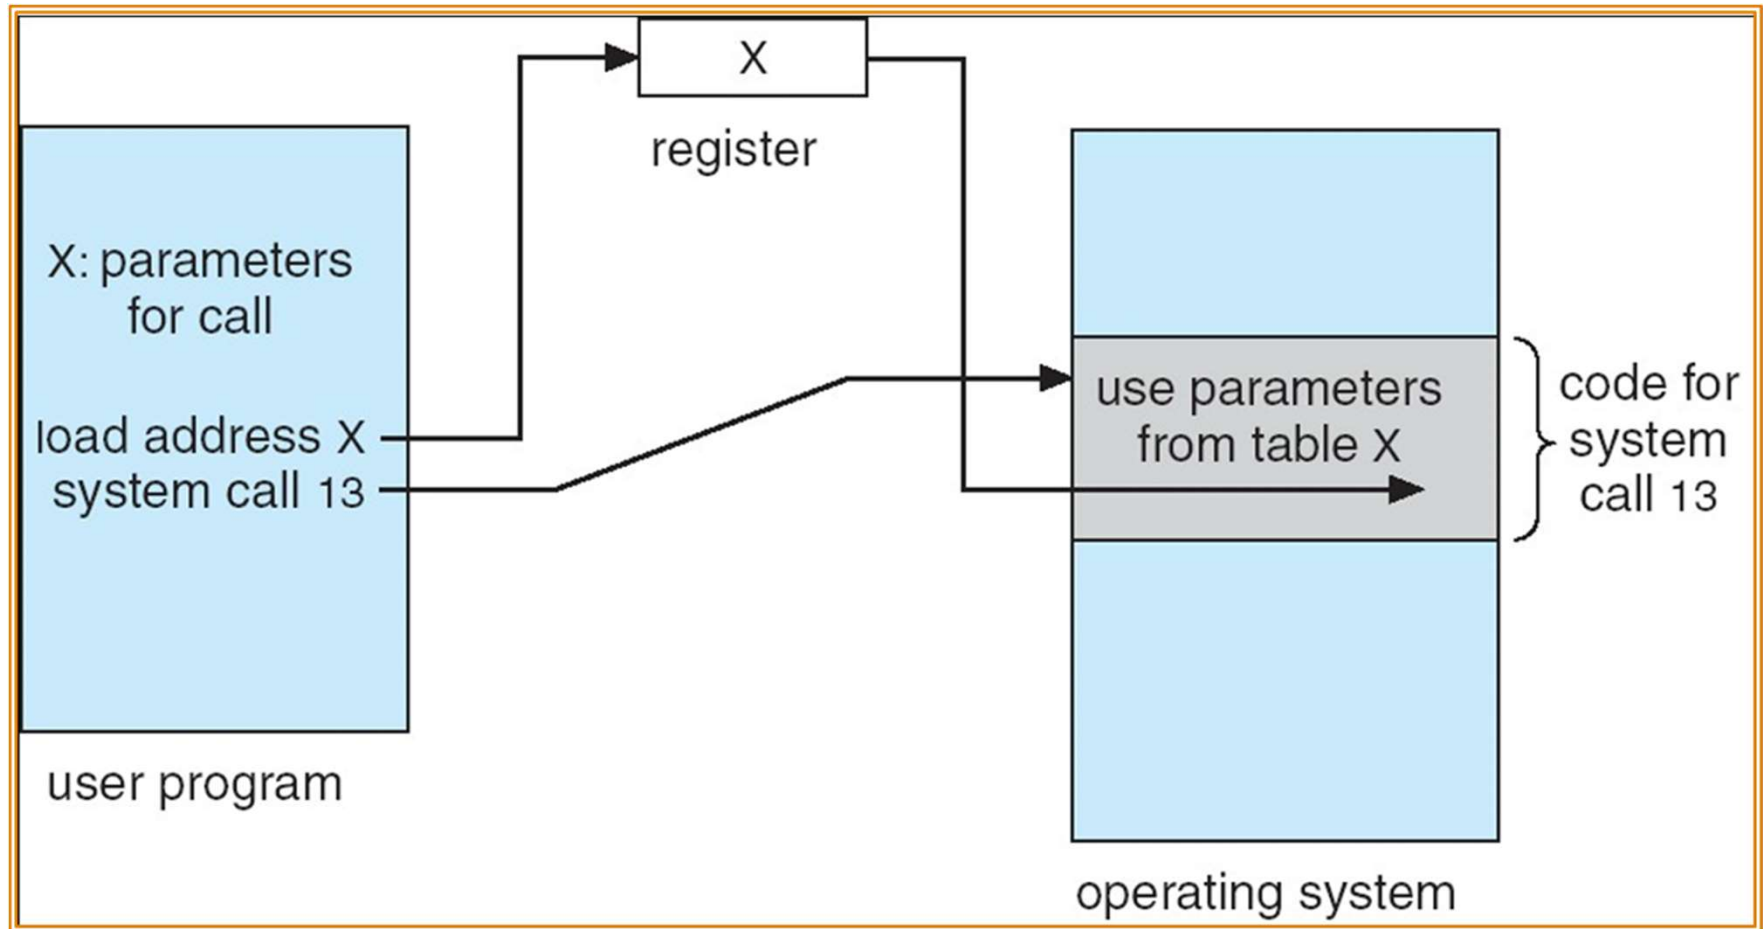 X
register
X: parameters
for call
load address X
system call 13
user program
use parameters
from table X
code for
system
call 13
operating system